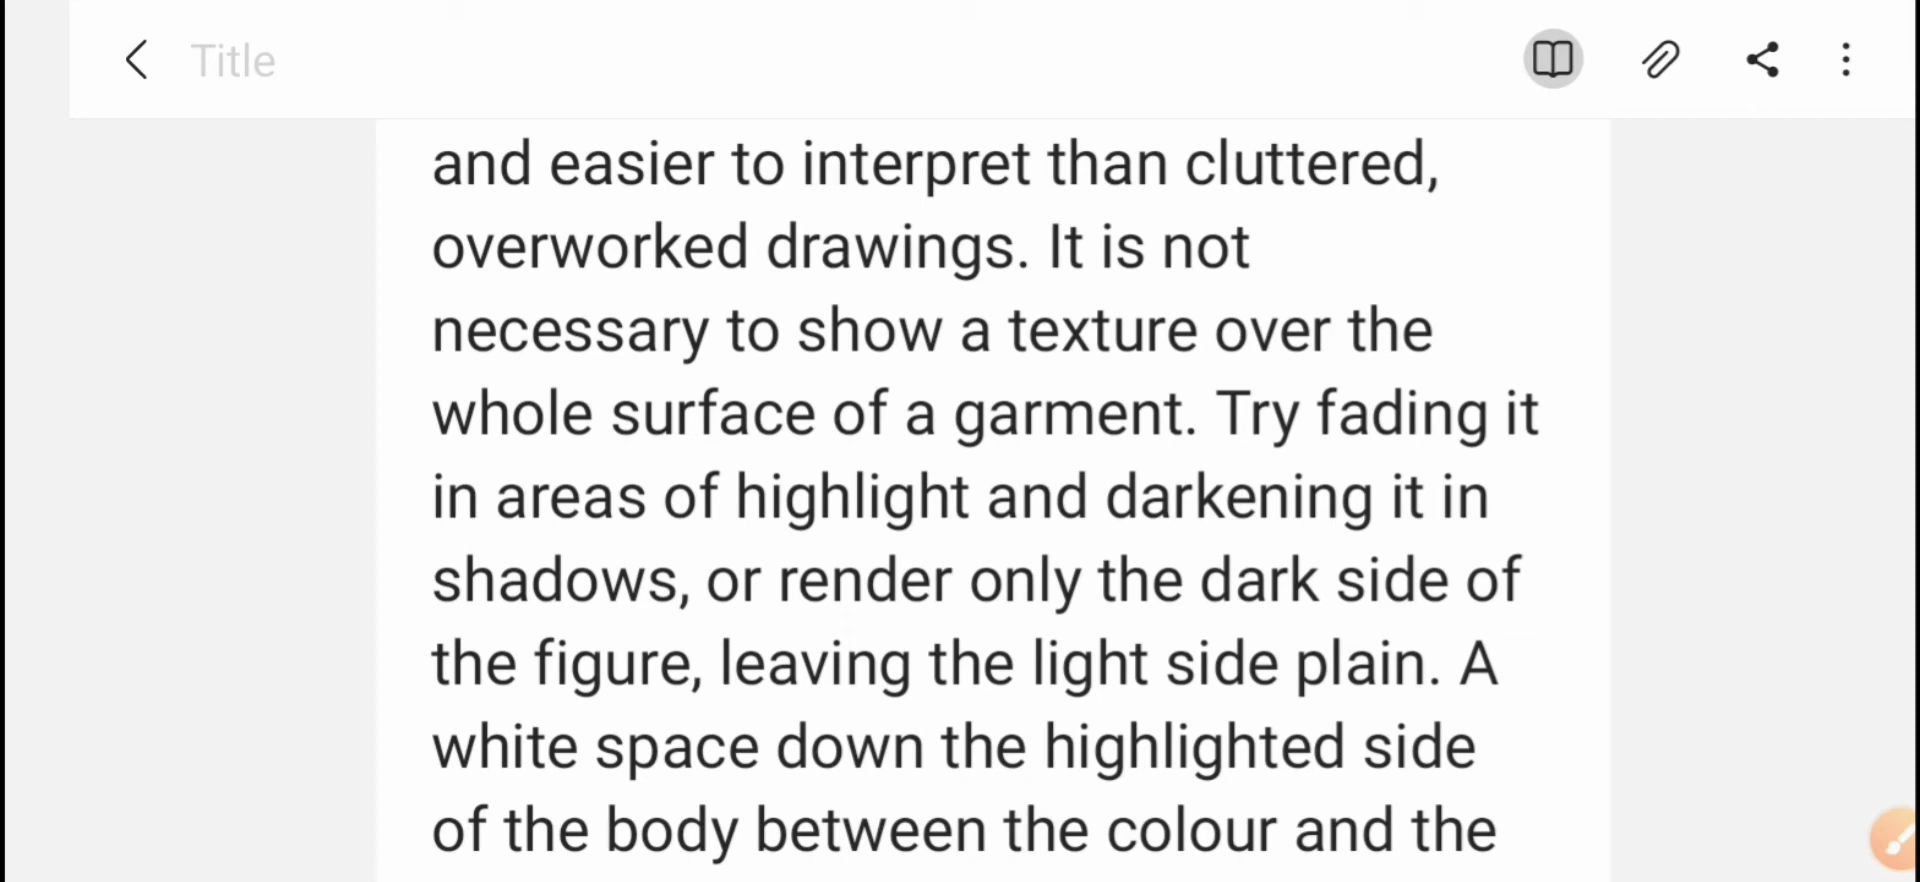 Title
and easier to interpret than cluttered,
overworked drawings. It is not
necessary to show a texture over the
whole surface of a garment. Try fading it
in areas of highlight and darkening it in
shadows, or render only the dark side of
the figure, leaving the light side plain. A
white space down the highlighted side
of the body between the colour and the